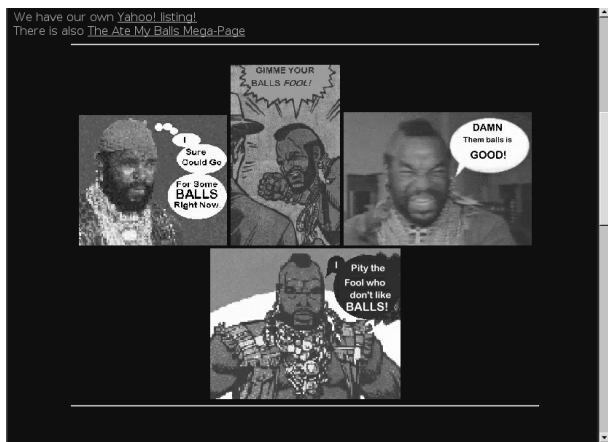 We have our own Yahoo! listing!
There is also The Ate My Balls Mega-Page
GIMME YOUR
BALLS FOOL!
I
Sure
Could Go
For Some
BALLS
Right Now.
DAMN
Them balls is
GOOD!
I Pity the
Fool who
don't like
BALLS!